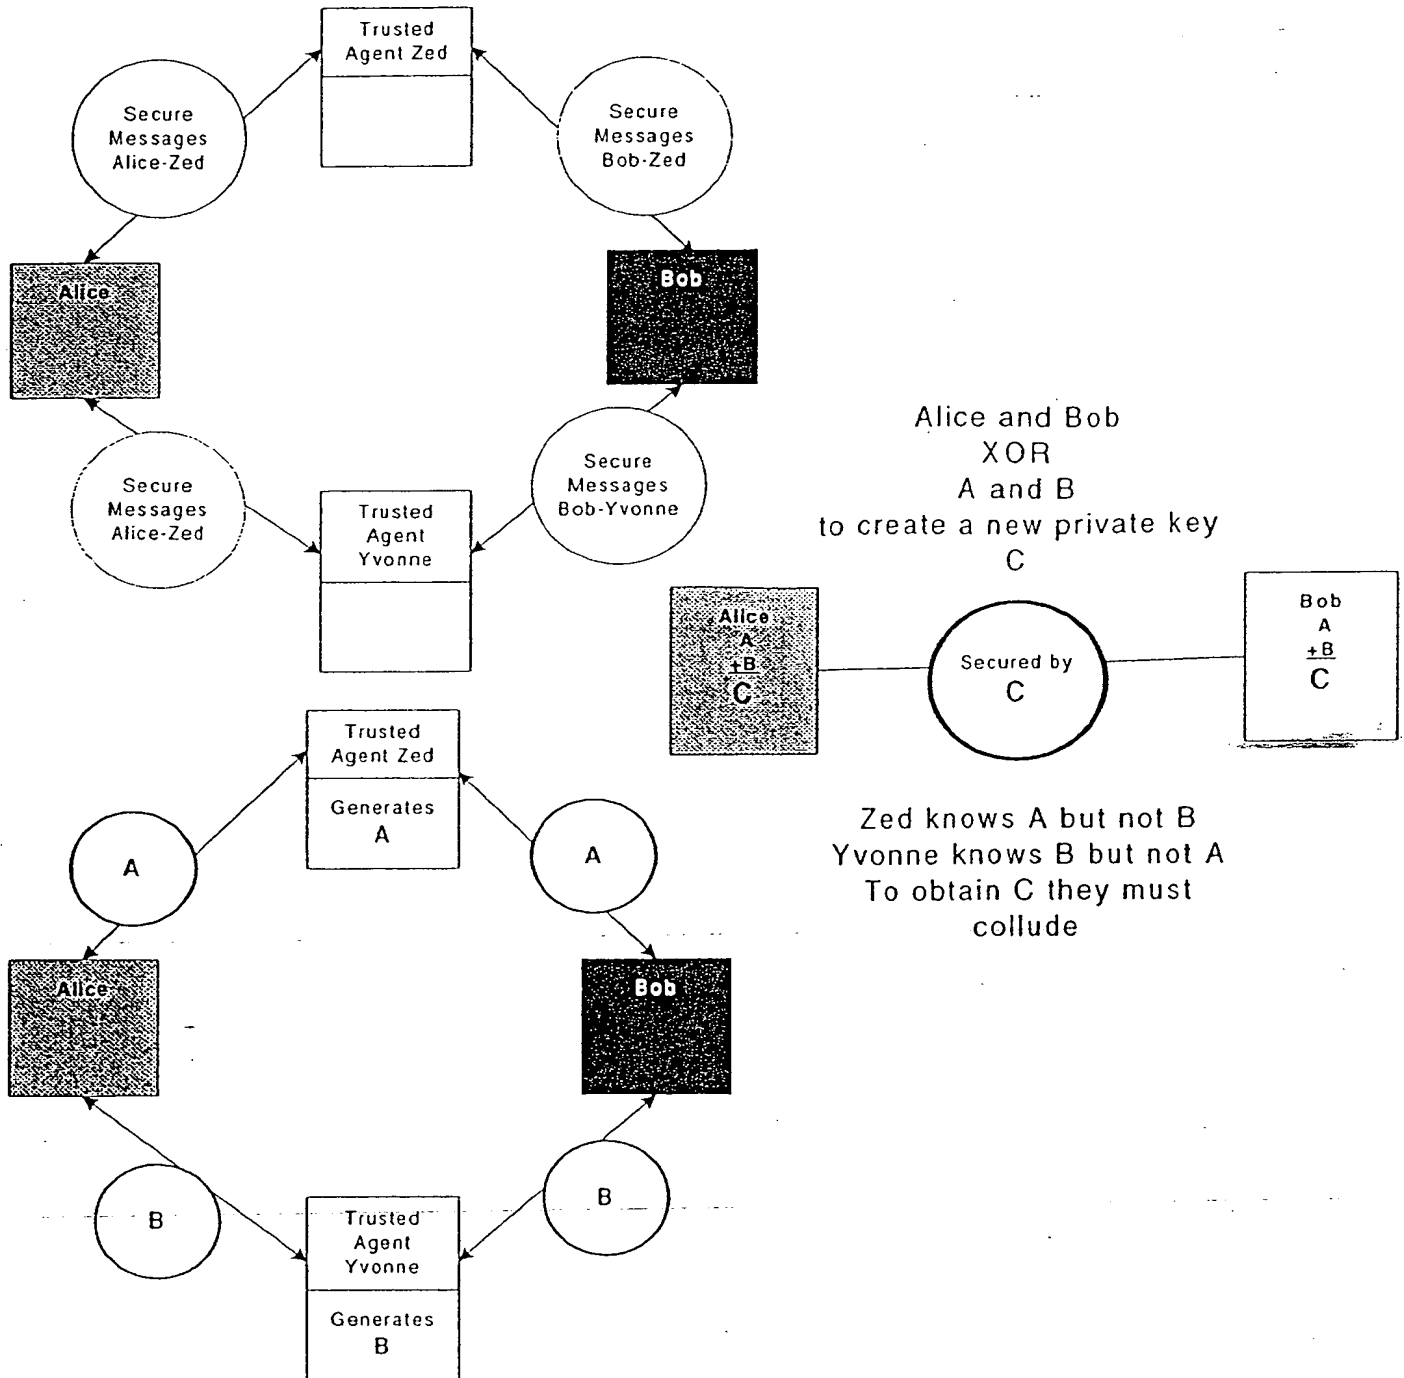 Trusted
Agent Zed
Secure
Messages
Alice-Zed
Secure
Messages
Bob-Zed
Alice
Bob
Secure
Messages
Alice-Zed
Trusted
Agent
Yvonne
Secure
Messages
Bob-Yvonne
Alice and Bob
XOR
A and B
to create a new private key
C
Alice
A
+B
C
Secured by
C
Bob
A
+B
C
Trusted
Agent Zed
Generates
A
A
A
Zed knows A but not B
Yvonne knows B but not A
To obtain C they must
collude
Alice
Bob
B
B
Trusted
Agent
Yvonne
Generates
B